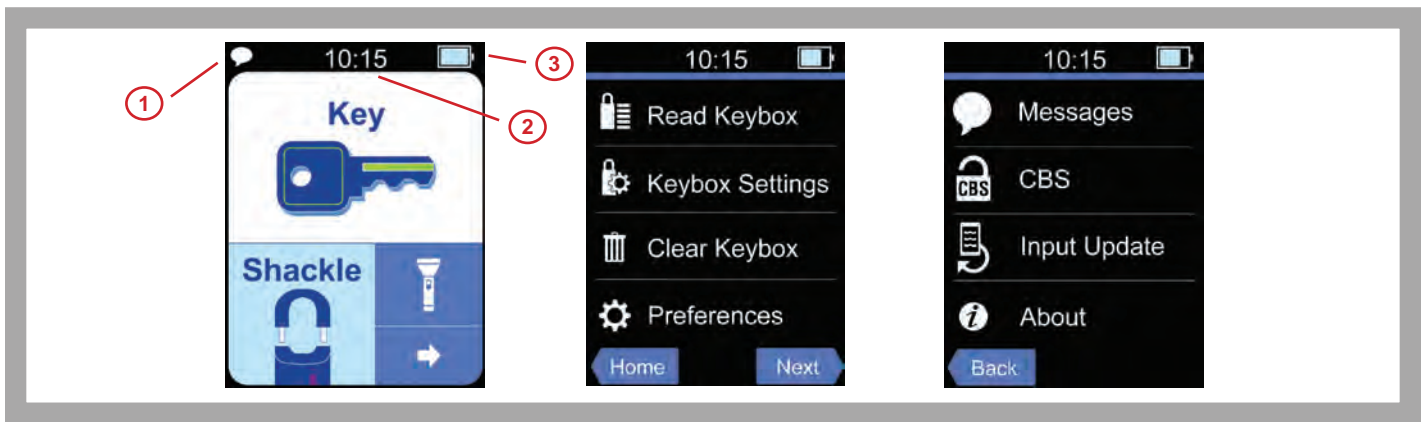 10:15
1
3
2
Key
Shackle
10:15
Read Keybox
Keybox Settings
Clear Keybox
Preferences
Home
Next
10:15
Messages
CBS
CBS
Input Update
i
About
Back